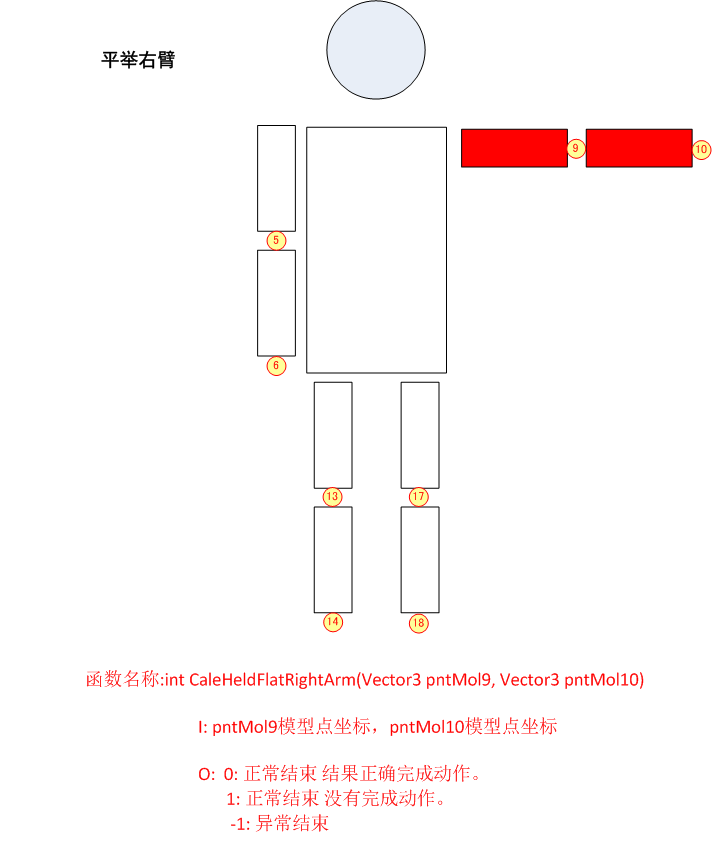 平举右臂
9
10
5
6
13
17
14
18
函数名称:int CaleHeldFlatRightArm(Vector3 pntMol9, Vector3 pntMol10)
I: pntMol9模型点坐标，pntMol10模型点坐标
O: 0: 正常结束 结果正确完成动作。
1: 正常结束 没有完成动作。
-1: 异常结束